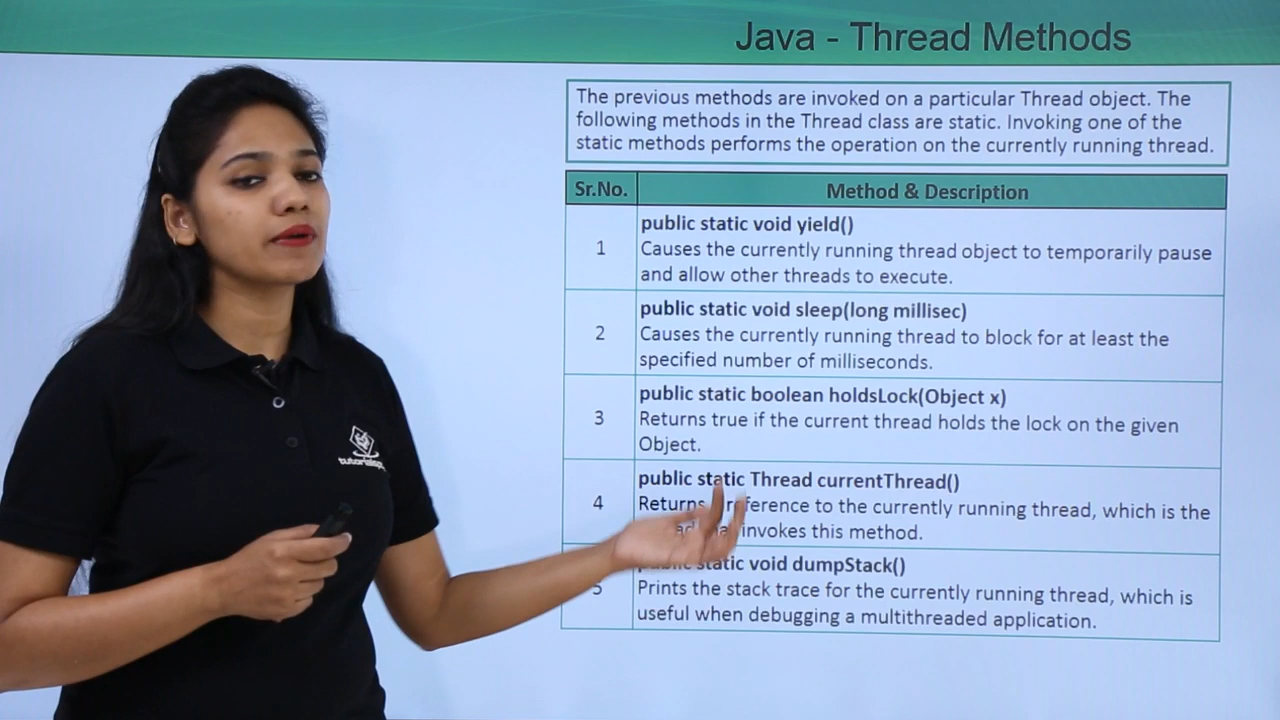 Java - Thread Methods
The previous methods are invoked on a particular Thread object. The
following methods in the Thread class are static. Invoking one of the
static methods performs the operation on the currently running thread.
Sr.No. Method & Description
1
public static void yield()
Causes the currently running thread object to temporarily pause
and allow other threads to execute.
2
public static void sleep(long millisec)
Causes the currently running thread to block for at least the
specified number of milliseconds.
3
public static boolean holdsLock(Object x)
Returns true if the current thread holds the lock on the given
Object.
4
public static Thread currentThread()
Returns reference to the currently running thread, which is the
invokes this method.
5
public static void dumpStack()
Prints the stack trace for the currently running thread, which is
useful when debugging a multithreaded application.